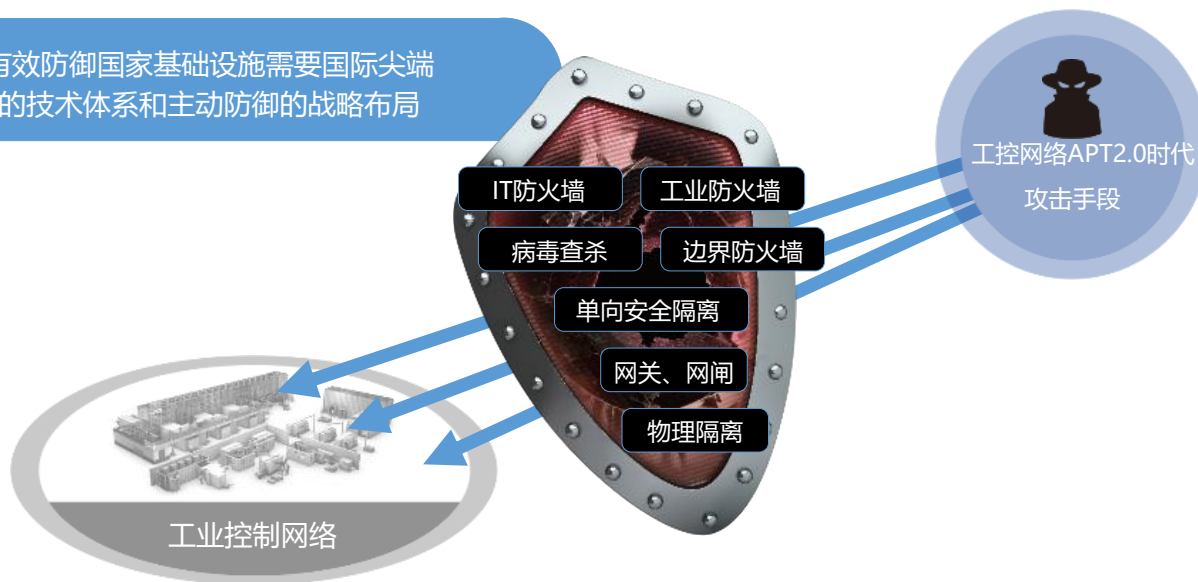 有效防御国家基础设施需要国际尖端
的技术体系和主动防御的战略布局
工控网络APT2.0时代
攻击手段
IT防火墙
工业防火墙
病毒查杀
边界防火墙
单向安全隔离
网关、网闸
物理隔离
工业控制网络